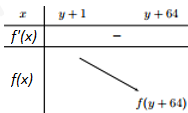 x y + 1 y + 64
f'(x) −
f(x)
f(y + 64)